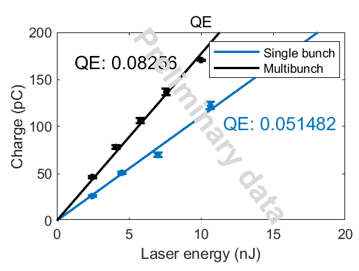 QE
200
150
100
50
0
0
5
10
15
20
Charge (pC)
Laser energy (nJ)
QE: 0.08256
QE: 0.051482
Single bunch
Multibunch
Preliminary data